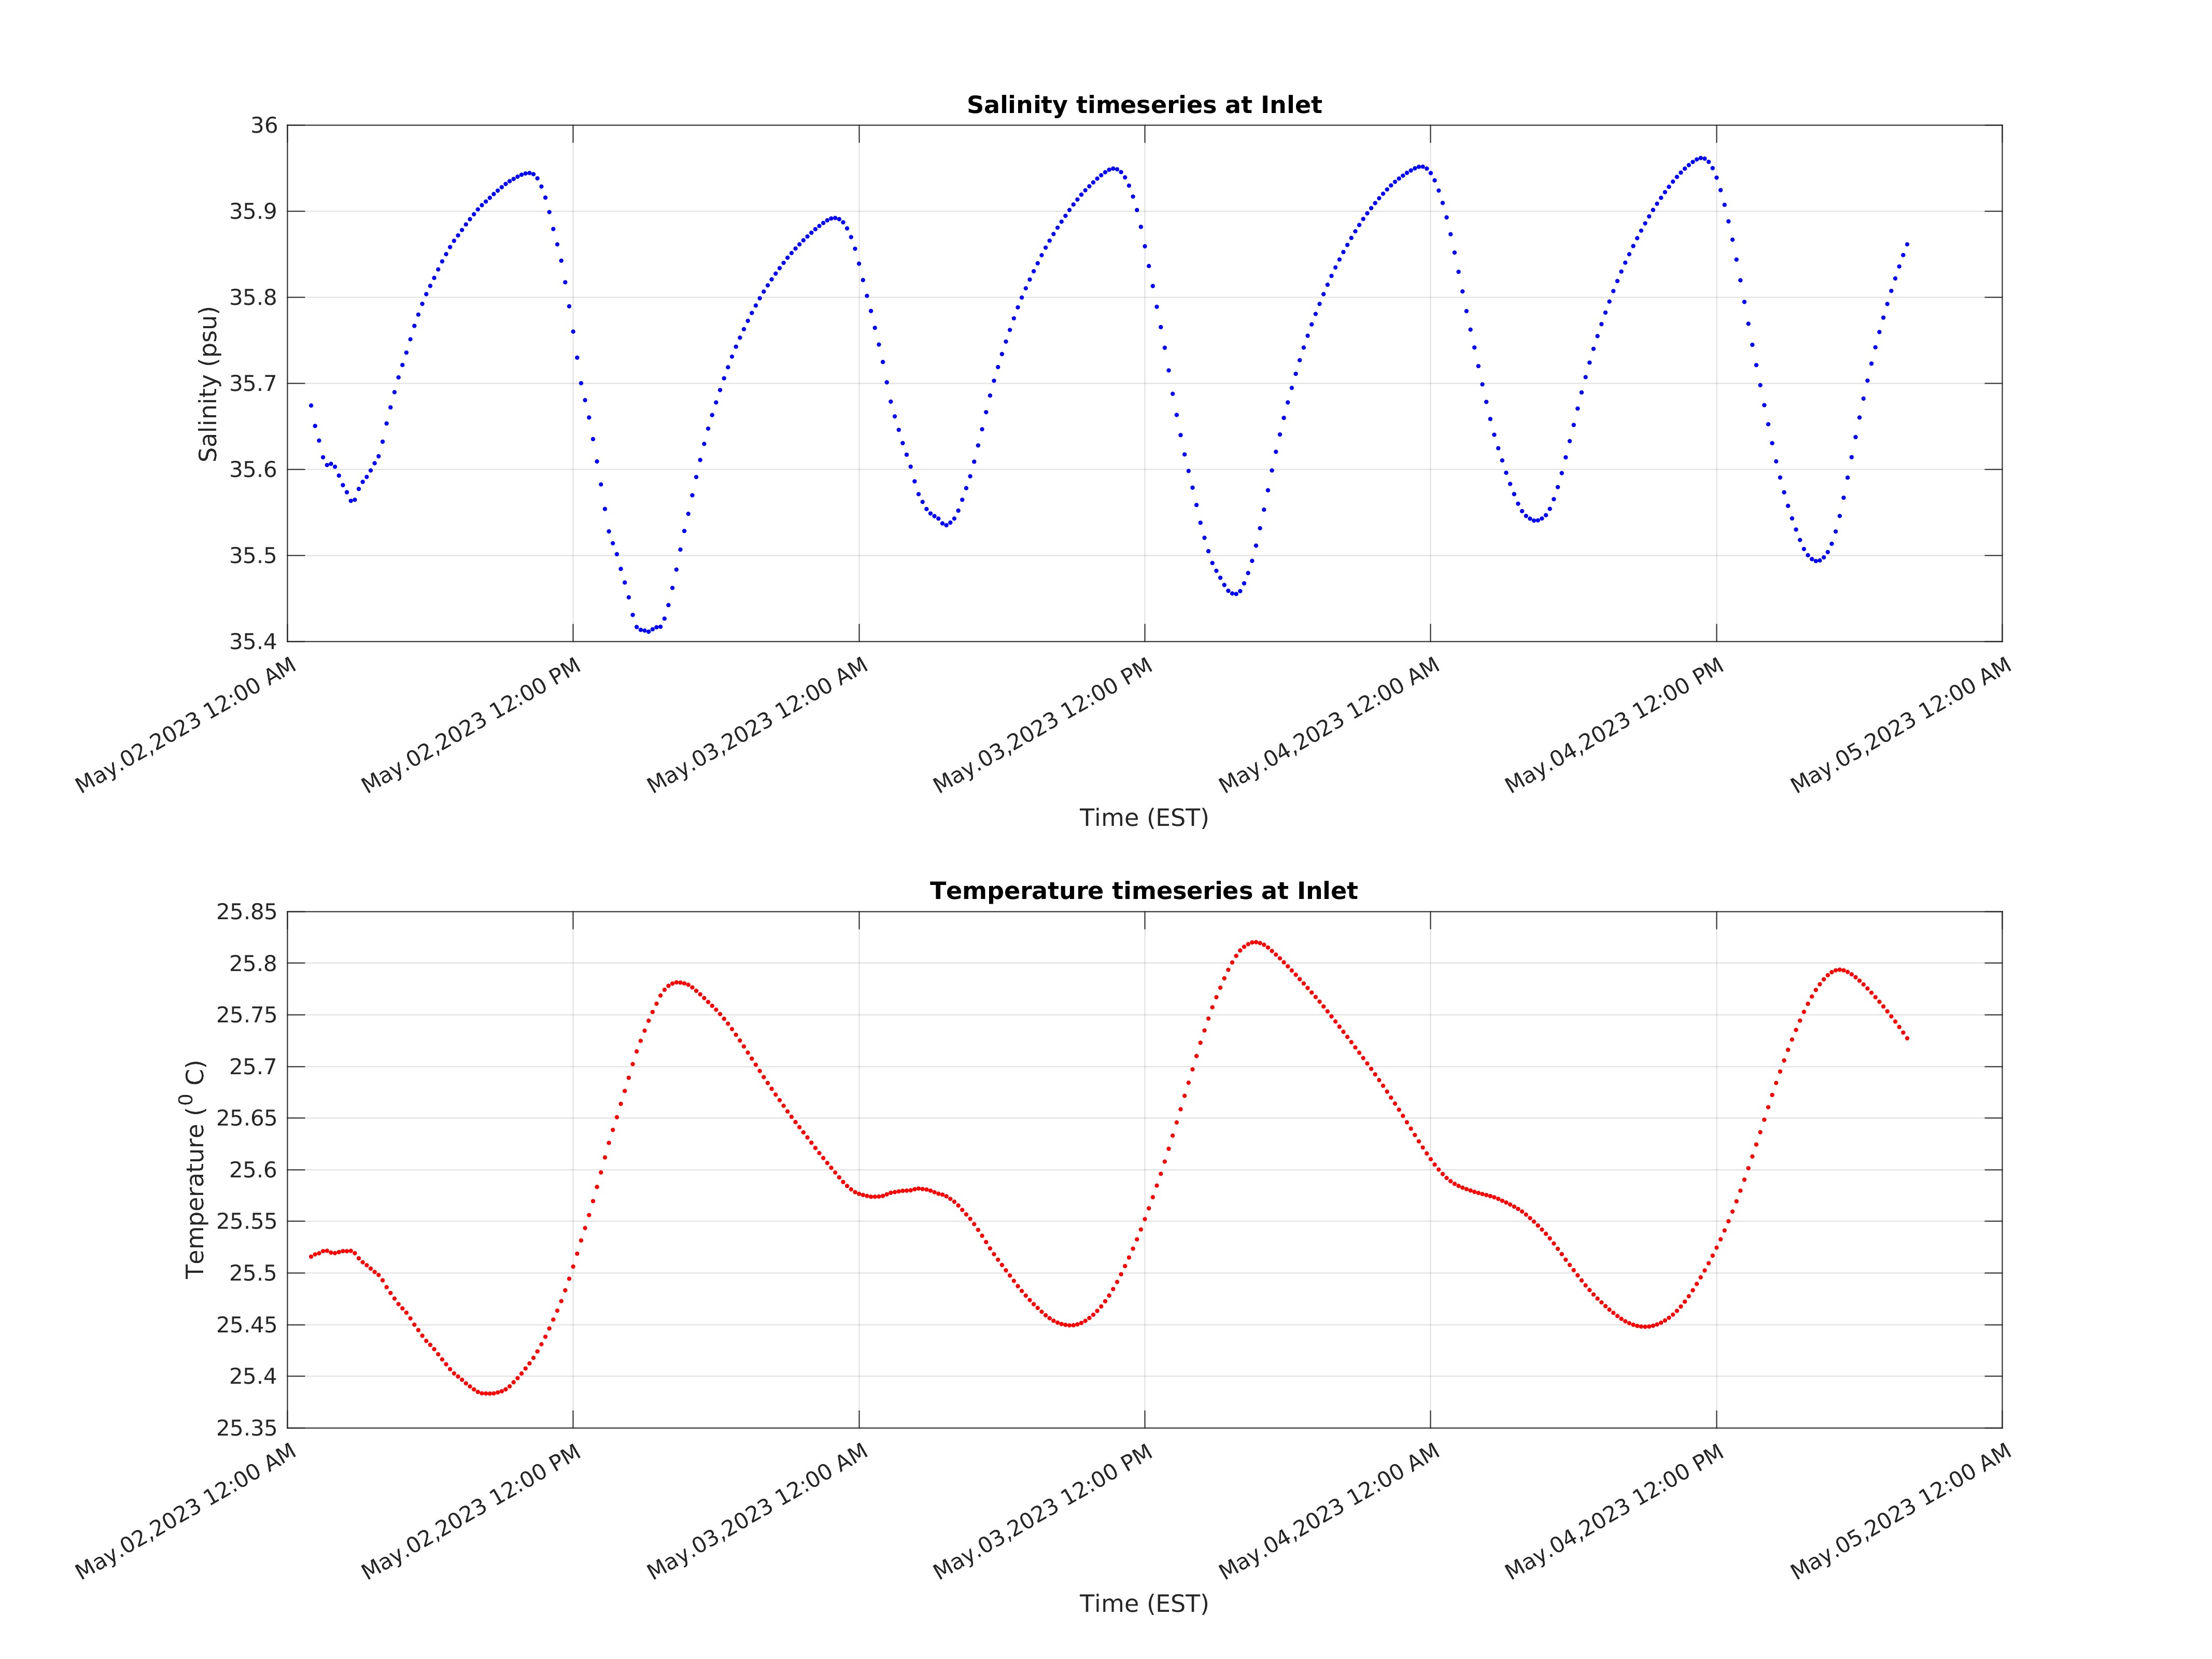 Salinity timeseries at Inlet
36
35.9
35.8
35.7
35.6
35.5
35.4
Salinity (psu)
May.02,2023 12:00 AM
May.02,2023 12:00 PM
May.03,2023 12:00 AM
May.03,2023 12:00 PM
May.04,2023 12:00 AM
May.04,2023 12:00 PM
May.05,2023 12:00 AM
Time (EST)
Temperature timeseries at Inlet
25.85
25.8
25.75
25.7
25.65
25.6
25.55
25.5
25.45
25.4
25.35
Temperature (⁰ C)
May.02,2023 12:00 AM
May.02,2023 12:00 PM
May.03,2023 12:00 AM
May.03,2023 12:00 PM
May.04,2023 12:00 AM
May.04,2023 12:00 PM
May.05,2023 12:00 AM
Time (EST)